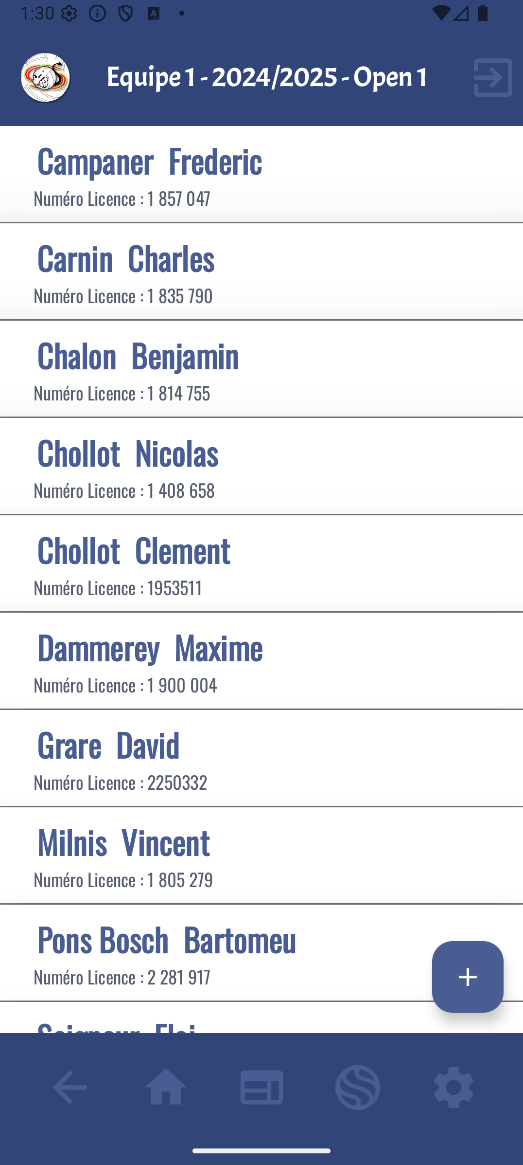 1:30
Equipe 1 - 2024/2025 - Open 1
Campaner Frederic
Numéro Licence : 1 857 047
Carnin Charles
Numéro Licence : 1 835 790
Chalon Benjamin
Numéro Licence : 1 814 755
Chollot Nicolas
Numéro Licence : 1 408 658
Chollot Clement
Numéro Licence : 1953511
Dammerey Maxime
Numéro Licence : 1 900 004
Grare David
Numéro Licence : 2250332
Milnis Vincent
Numéro Licence : 1 805 279
Pons Bosch Bartomeu
Numéro Licence : 2 281 917